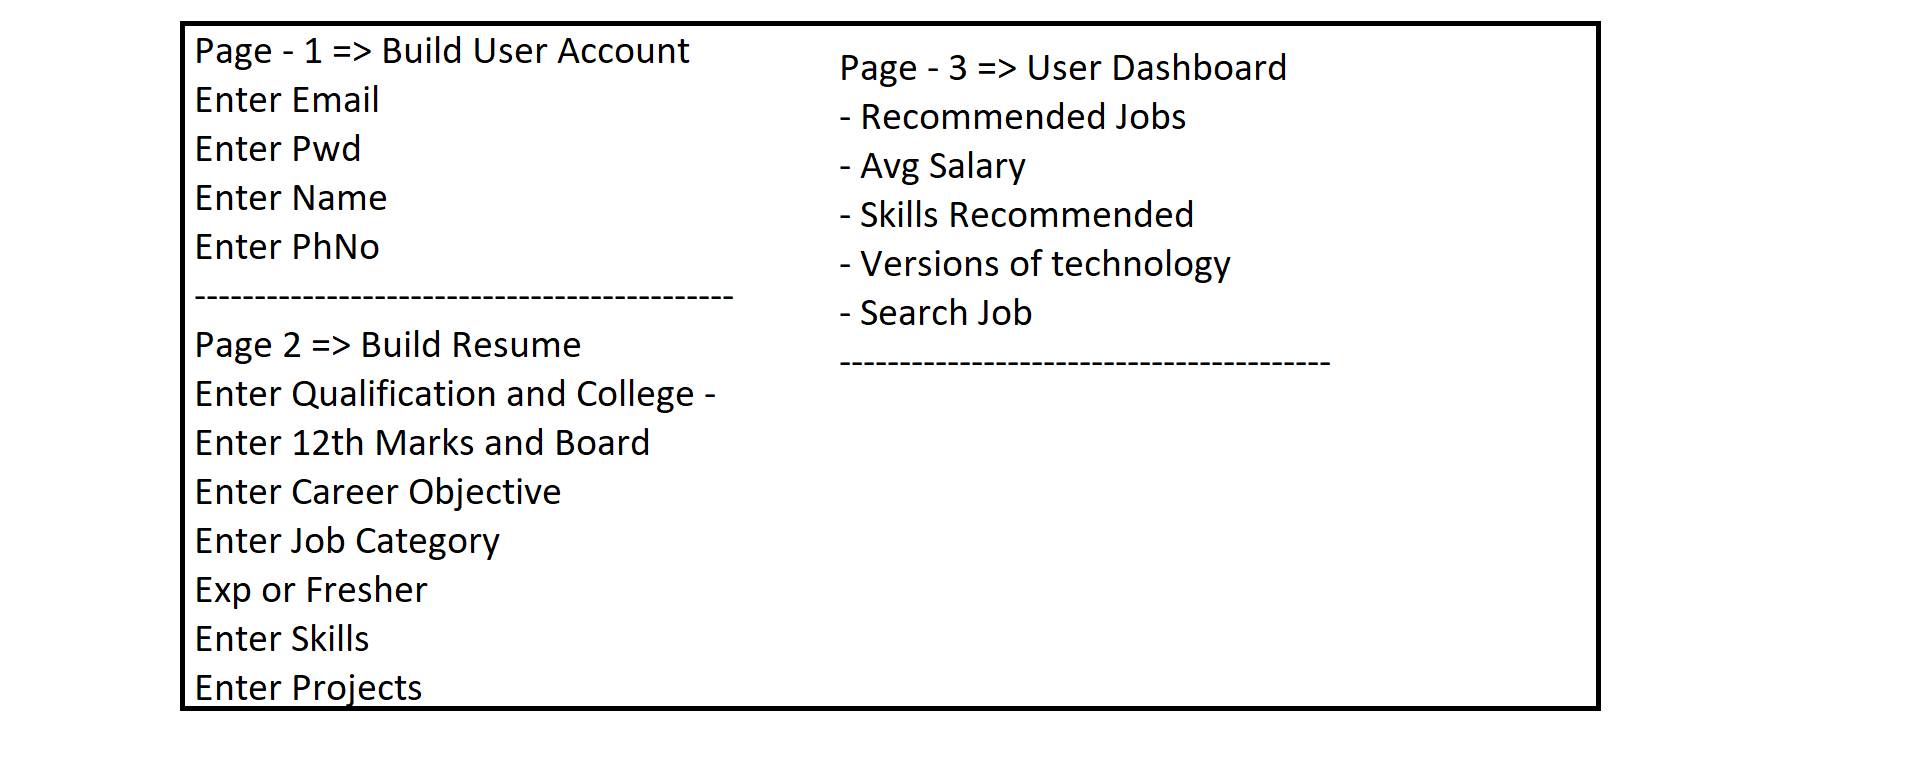 Page - 1 => Build User Account
Enter Email
Enter Pwd
Enter Name
Enter PhNo
---------------------------------------------
Page 2 => Build Resume
Enter Qualification and College -
Enter 12th Marks and Board
Enter Career Objective
Enter Job Category
Exp or Fresher
Enter Skills
Enter Projects
Page - 3 => User Dashboard
- Recommended Jobs
- Avg Salary
- Skills Recommended
- Versions of technology
- Search Job
-----------------------------------------